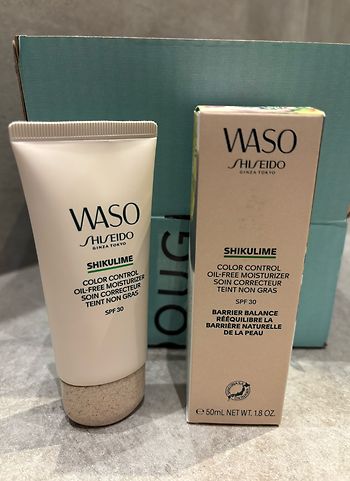 WASO
SHISEIDO
GINZA TOKYO
SHIKULIME
COLOR CONTROL
OIL-FREE MOISTURIZER
SOIN CORRECTEUR
TEINT NON GRAS
SPF 30
WASO
SHISEIDO
GINZA TOKYO
SHIKULIME
COLOR CONTROL
OIL-FREE MOISTURIZER
SOIN CORRECTEUR
TEINT NON GRAS
SPF 30
BARRIER BALANCE
RÉÉQUILIBRE LA
BARRIÈRE NATURELLE
DE LA PEAU
℮ 50mL NET WT. 1.8 OZ.